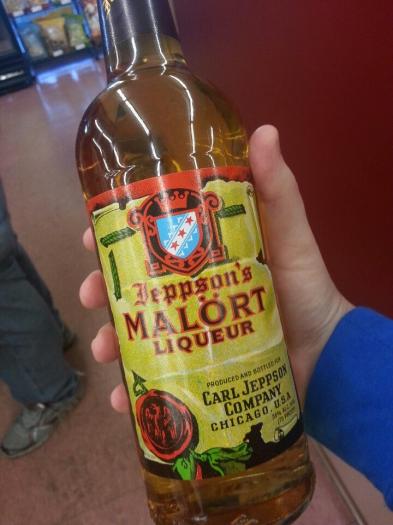 Jeppson's
MALÖRT
LIQUEUR
PRODUCED AND BOTTLED FOR
CARL JEPPSON
COMPANY
CHICAGO, U.S.A